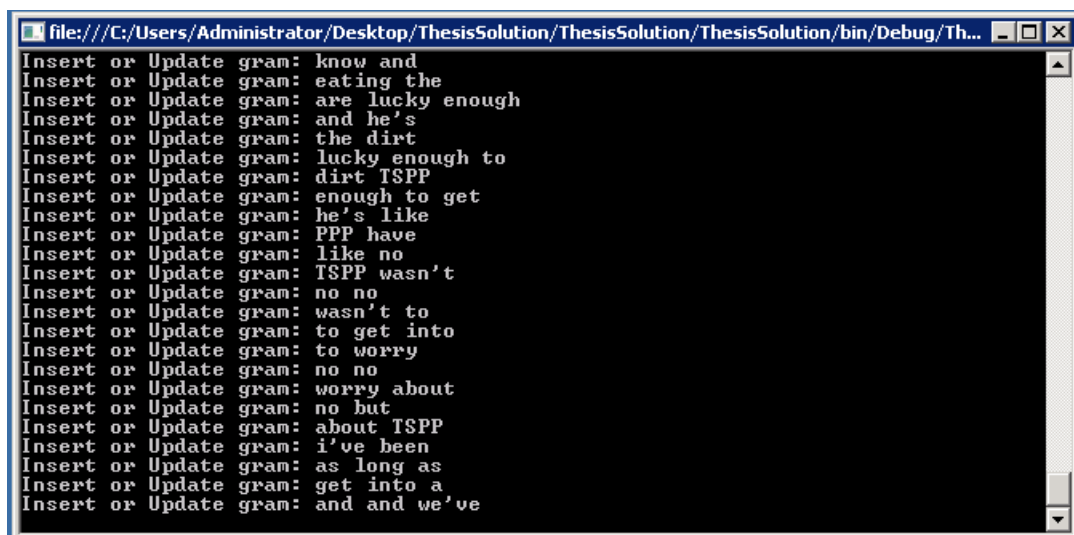 file:///C:/Users/Administrator/Desktop/ThesisSolution/ThesisSolution/ThesisSolution/bin/Debug/Th...
Insert or Update gram: know and
Insert or Update gram: eating the
Insert or Update gram: are lucky enough
Insert or Update gram: and he's
Insert or Update gram: the dirt
Insert or Update gram: lucky enough to
Insert or Update gram: dirt TSPP
Insert or Update gram: enough to get
Insert or Update gram: he's like
Insert or Update gram: PPP have
Insert or Update gram: like no
Insert or Update gram: TSPP wasn't
Insert or Update gram: no no
Insert or Update gram: wasn't to
Insert or Update gram: to get into
Insert or Update gram: to worry
Insert or Update gram: no no
Insert or Update gram: worry about
Insert or Update gram: no but
Insert or Update gram: about TSPP
Insert or Update gram: i've been
Insert or Update gram: as long as
Insert or Update gram: get into a
Insert or Update gram: and and we've